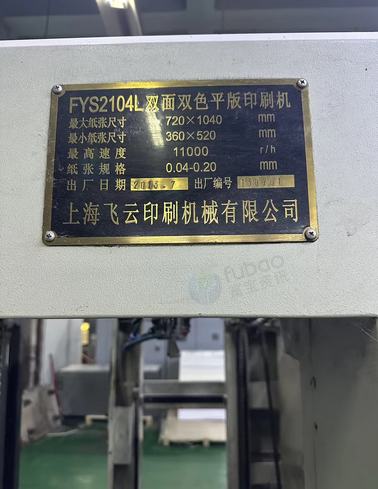 FYS2104L双面双色平版印刷机
最大纸张尺寸 720×1040 mm
最小纸张尺寸 360×520 mm
最高速度 11000 r/h
纸张规格 0.04-0.20 mm
出厂日期 2013.7 出厂编号
上海飞云印刷机械有限公司
fubao